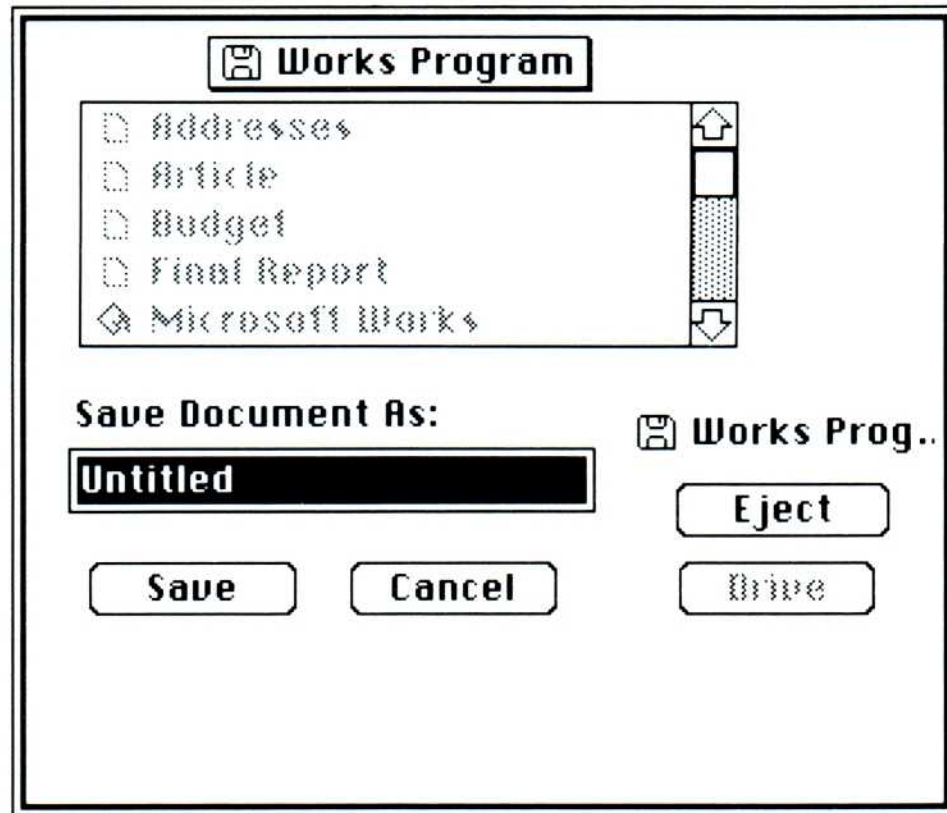 Works Program
Addresses
Article
Budget
Final Report
Microsoft Works
Save Document As:
Works Prog..
Untitled
Eject
Save
Cancel
Drive